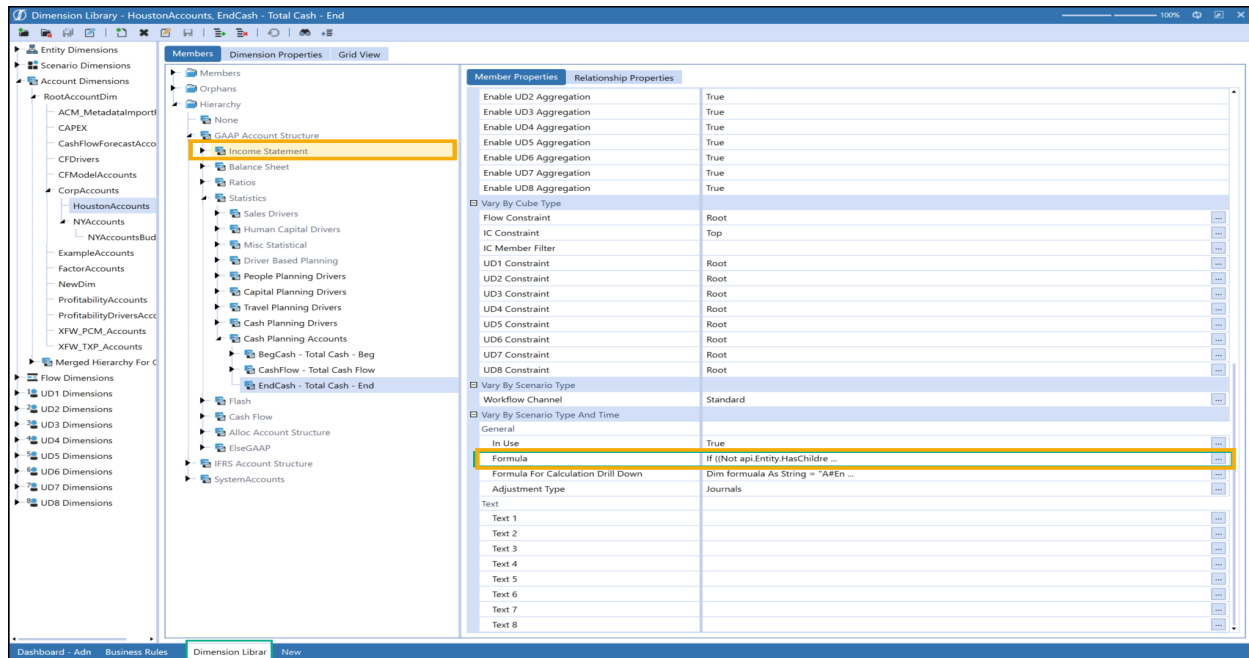 Dimension Library - HoustonAccounts, EndCash - Total Cash - End
100%
Entity Dimensions
Scenario Dimensions
Account Dimensions
RootAccountDim
ACM_MetadataImport
CAPEX
CashFlowForecastAcco
CFDrivers
CFModelAccounts
CorpAccounts
HoustonAccounts
NYAccounts
NYAccountsBud
ExampleAccounts
FactorAccounts
NewDim
ProfitabilityAccounts
ProfitabilityDriversAcco
XFW_PCM_Accounts
XFW_TXP_Accounts
Merged Hierarchy For C
Flow Dimensions
UD1 Dimensions
UD2 Dimensions
UD3 Dimensions
UD4 Dimensions
UD5 Dimensions
UD6 Dimensions
UD7 Dimensions
UD8 Dimensions
Members Dimension Properties Grid View
Members
Orphans
Hierarchy
None
GAAP Account Structure
Income Statement
Balance Sheet
Ratios
Statistics
Sales Drivers
Human Capital Drivers
Misc Statistical
Driver Based Planning
People Planning Drivers
Capital Planning Drivers
Travel Planning Drivers
Cash Planning Drivers
Cash Planning Accounts
BegCash - Total Cash - Beg
CashFlow - Total Cash Flow
EndCash - Total Cash - End
Flash
Cash Flow
Alloc Account Structure
ElseGAAP
IFRS Account Structure
SystemAccounts
Member Properties Relationship Properties
Enable UD2 Aggregation True
Enable UD3 Aggregation True
Enable UD4 Aggregation True
Enable UD5 Aggregation True
Enable UD6 Aggregation True
Enable UD7 Aggregation True
Enable UD8 Aggregation True
Vary By Cube Type
Flow Constraint Root ...
IC Constraint Top ...
IC Member Filter
UD1 Constraint Root ...
UD2 Constraint Root ...
UD3 Constraint Root ...
UD4 Constraint Root ...
UD5 Constraint Root ...
UD6 Constraint Root ...
UD7 Constraint Root ...
UD8 Constraint Root ...
Vary By Scenario Type
Workflow Channel Standard ...
Vary By Scenario Type And Time
General
In Use True ...
Formula If ((Not api.Entity.HasChildre ... ...
Formula For Calculation Drill Down Dim formuala As String = "A#En ... ...
Adjustment Type Journals ...
Text
Text 1 ...
Text 2 ...
Text 3 ...
Text 4 ...
Text 5 ...
Text 6 ...
Text 7 ...
Text 8 ...
Dashboard - Adn Business Rules Dimension Librar New